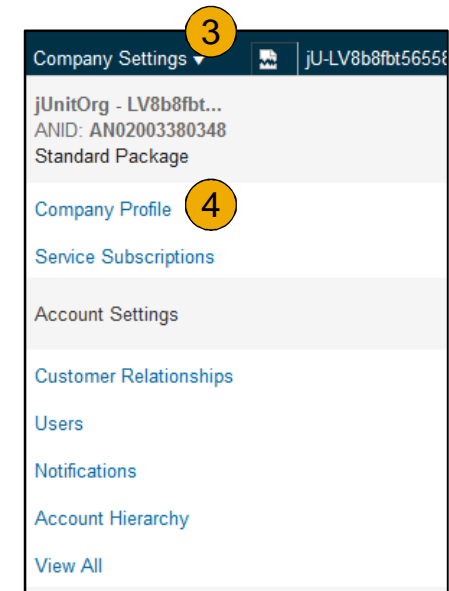 3
Company Settings ▼ jU-LV8b8fbt56558
jUnitOrg - LV8b8fbt...
ANID: AN02003380348
Standard Package
Company Profile 4
Service Subscriptions
Account Settings
Customer Relationships
Users
Notifications
Account Hierarchy
View All